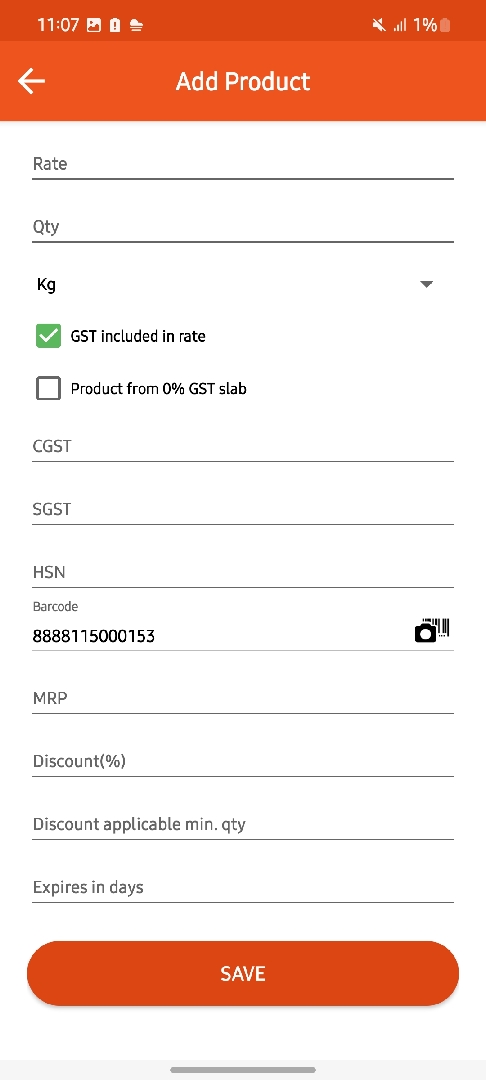 11:07
1%
Add Product
Rate
Qty
Kg
GST included in rate
Product from 0% GST slab
CGST
SGST
HSN
Barcode
8888115000153
MRP
Discount(%)
Discount applicable min. qty
Expires in days
SAVE